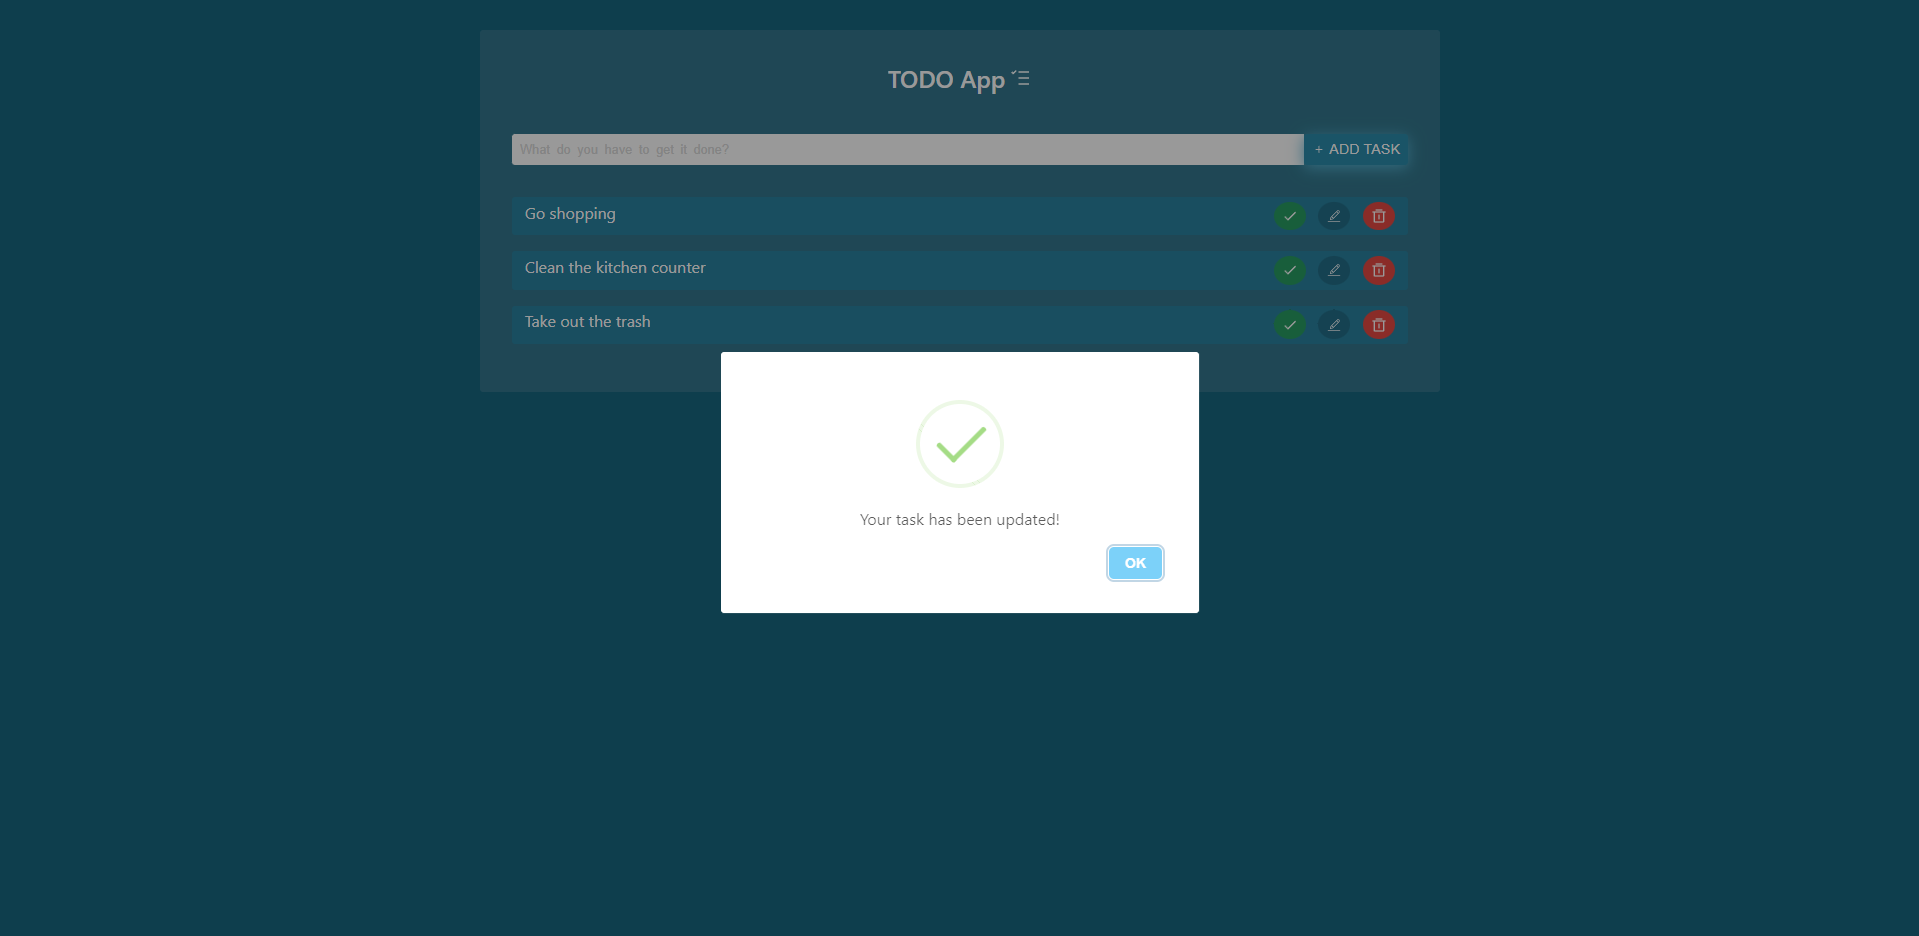 TODO App
What do you have to get it done?
+ ADD TASK
Go shopping
Clean the kitchen counter
Take out the trash
Your task has been updated!
OK